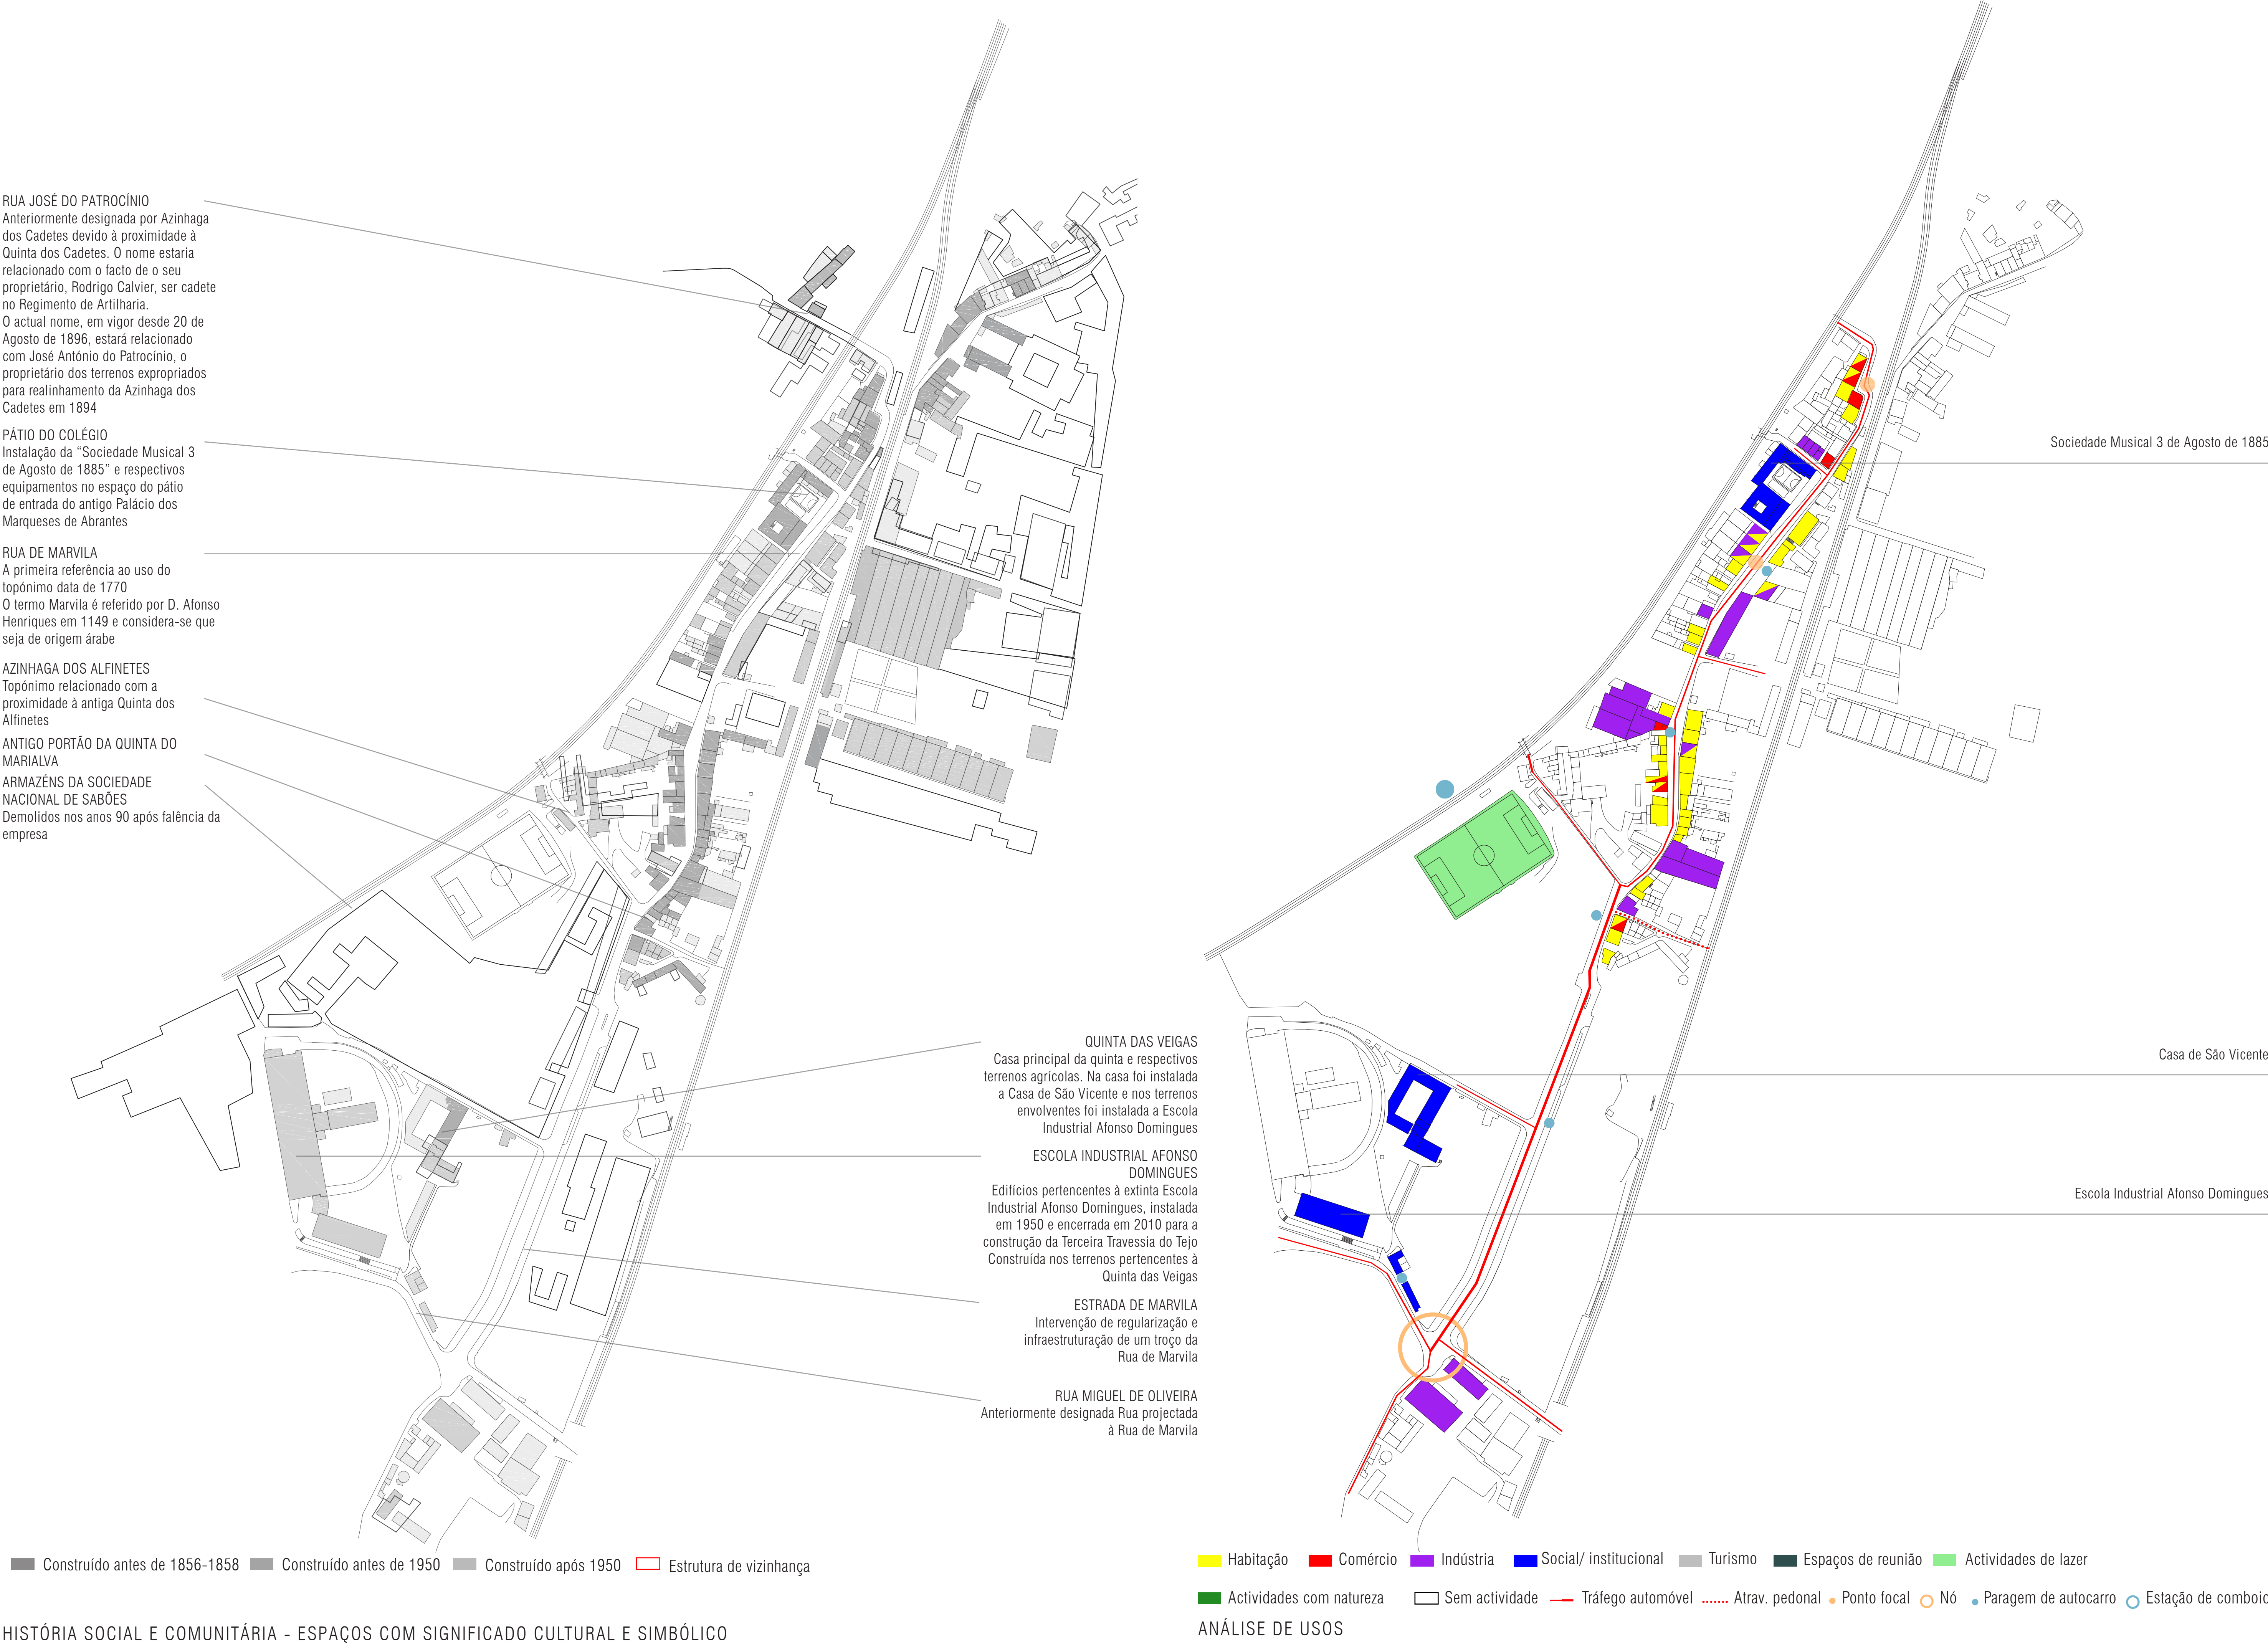 RUA JOSÉ DO PATROCÍNIO
Anteriormente designada por Azinhaga
dos Cadetes devido à proximidade à
Quinta dos Cadetes. O nome estaria
relacionado com o facto de o seu
proprietário, Rodrigo Calvier, ser cadete
no Regimento de Artilharia.
O actual nome, em vigor desde 20 de
Agosto de 1896, estará relacionado
com José António do Patrocínio, o
proprietário dos terrenos expropriados
para realinhamento da Azinhaga dos
Cadetes em 1894
PÁTIO DO COLÉGIO
Instalação da “Sociedade Musical 3
de Agosto de 1885” e respectivos
equipamentos no espaço do pátio
de entrada do antigo Palácio dos
Marqueses de Abrantes
RUA DE MARVILA
A primeira referência ao uso do
topónimo data de 1770
O termo Marvila é referido por D. Afonso
Henriques em 1149 e considera-se que
seja de origem árabe
AZINHAGA DOS ALFINETES
Topónimo relacionado com a
proximidade à antiga Quinta dos
Alfinetes
ANTIGO PORTÃO DA QUINTA DO
MARIALVA
ARMAZÉNS DA SOCIEDADE
NACIONAL DE SABÕES
Demolidos nos anos 90 após falência da
empresa
QUINTA DAS VEIGAS
Casa principal da quinta e respectivos
terrenos agrícolas. Na casa foi instalada
a Casa de São Vicente e nos terrenos
envolventes foi instalada a Escola
Industrial Afonso Domingues
ESCOLA INDUSTRIAL AFONSO
DOMINGUES
Edifícios pertencentes à extinta Escola
Industrial Afonso Domingues, instalada
em 1950 e encerrada em 2010 para a
construção da Terceira Travessia do Tejo
Construída nos terrenos pertencentes à
Quinta das Veigas
ESTRADA DE MARVILA
Intervenção de regularização e
infraestruturação de um troço da
Rua de Marvila
RUA MIGUEL DE OLIVEIRA
Anteriormente designada Rua projectada
à Rua de Marvila
Construído antes de 1856-1858 Construído antes de 1950 Construído após 1950 Estrutura de vizinhança
HISTÓRIA SOCIAL E COMUNITÁRIA - ESPAÇOS COM SIGNIFICADO CULTURAL E SIMBÓLICO
Sociedade Musical 3 de Agosto de 1885
Casa de São Vicente
Escola Industrial Afonso Domingues
Habitação Comércio Indústria Social/ institucional Turismo Espaços de reunião Actividades de lazer
Actividades com natureza Sem actividade Tráfego automóvel Atrav. pedonal Ponto focal Nó Paragem de autocarro Estação de comboio
ANÁLISE DE USOS